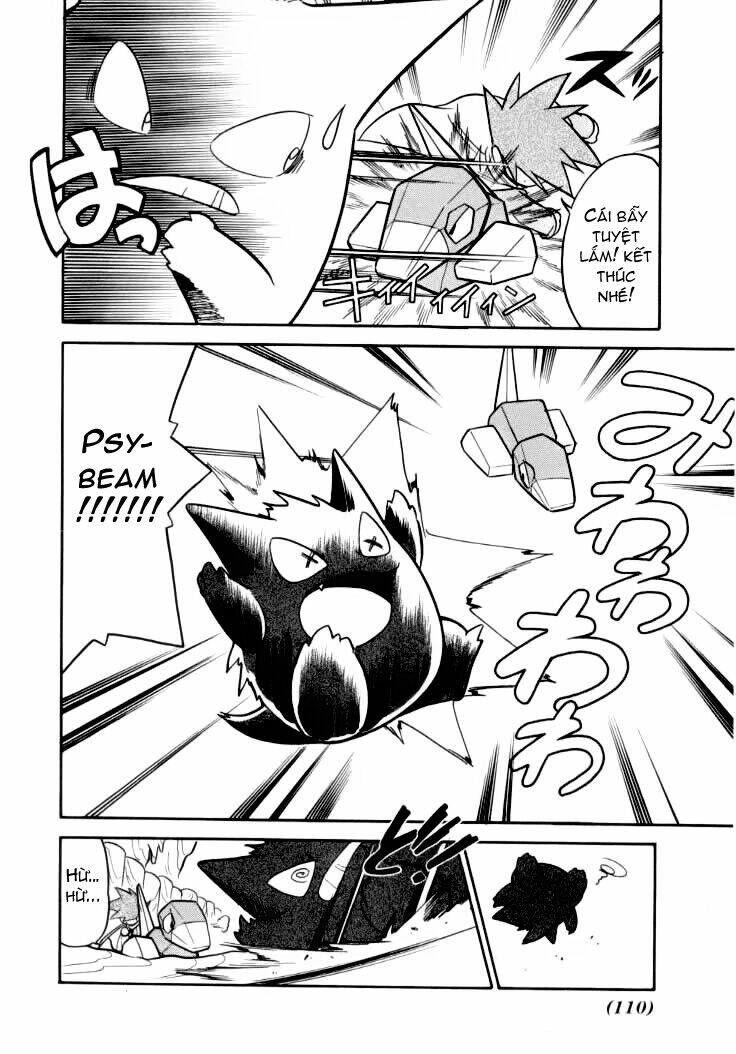 ズッ
CÁI BẪY
TUYỆT
LẮM! KẾT
THÚC
NHÉ!
はっ
キイイイイン
PSY-
BEAM
!!!!!!!
みわわわわ
ど!!
HỪ...
HỪ...
(110)